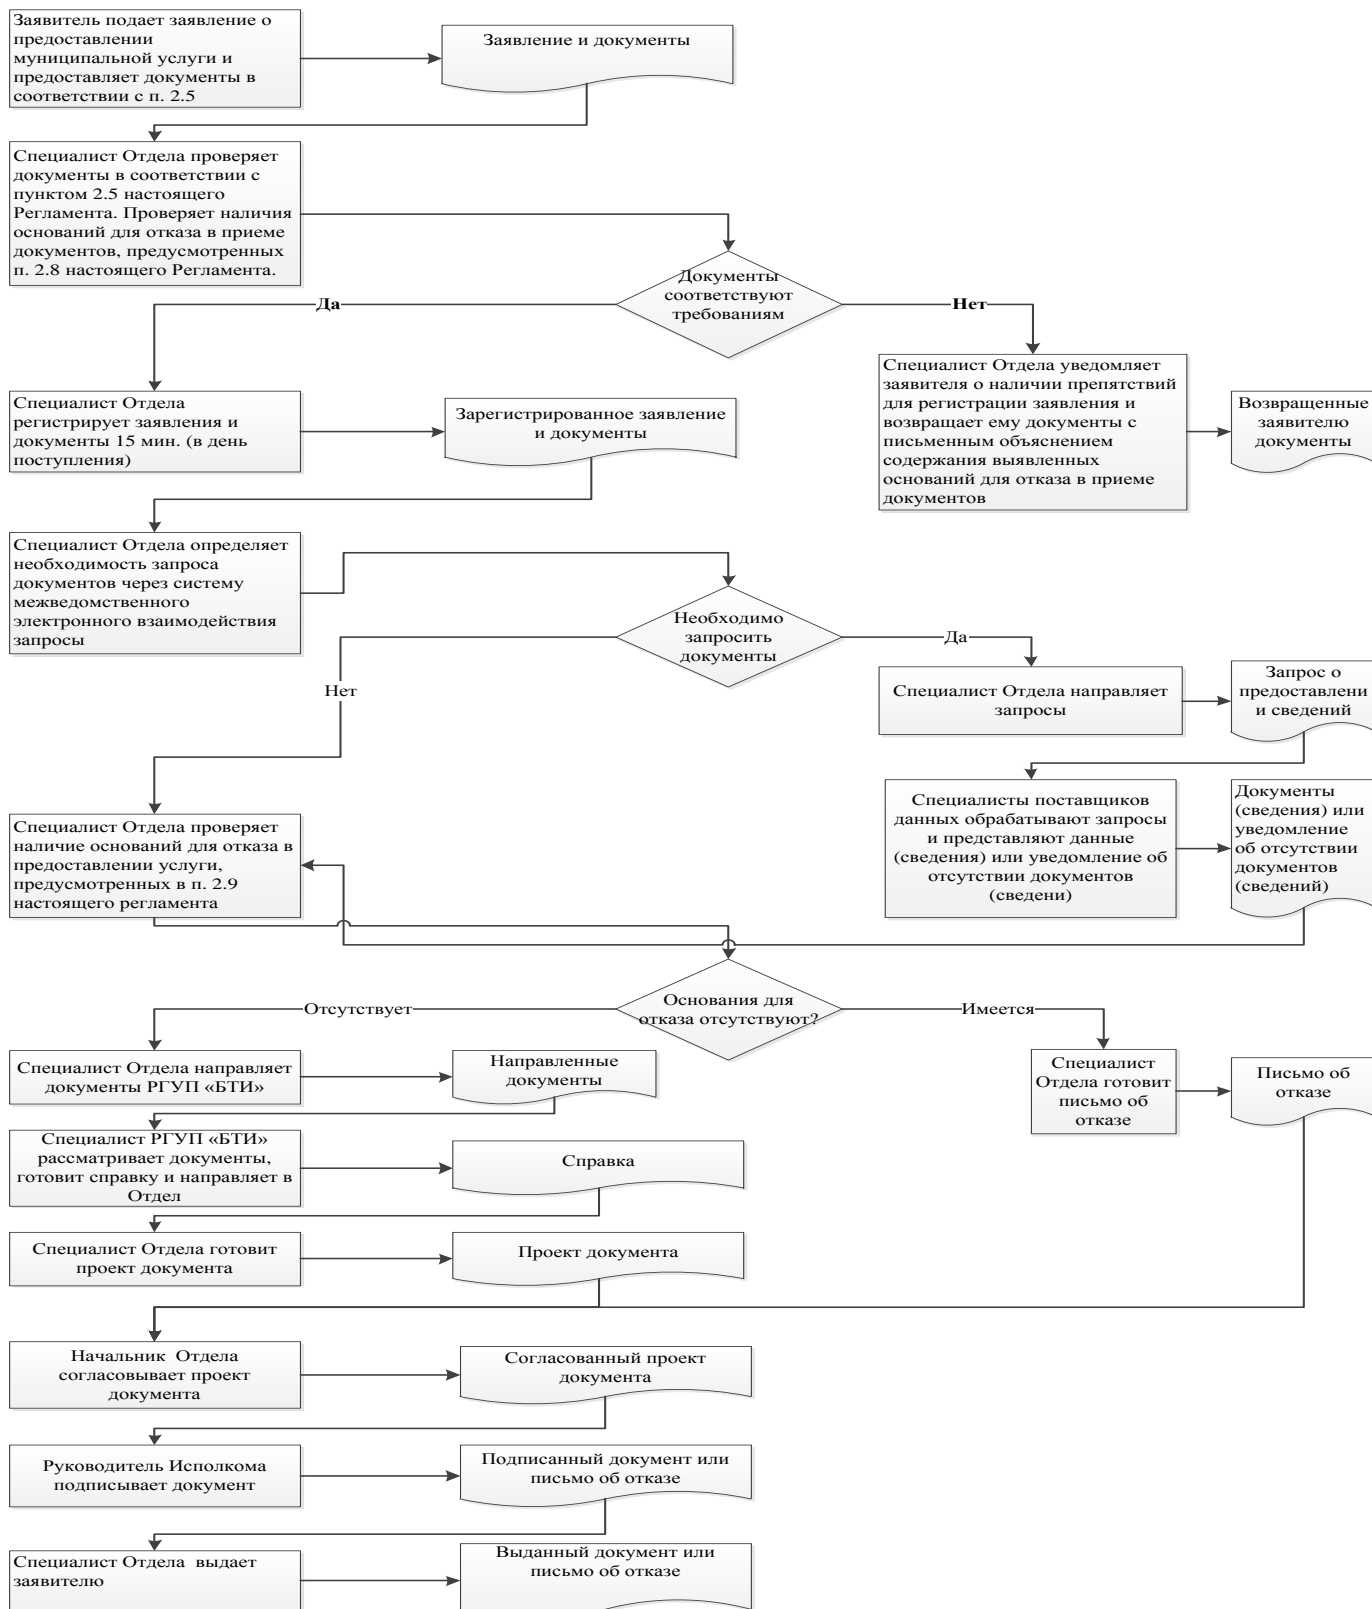 Заявитель подает заявление о
предоставлении
муниципальной услуги и
предоставляет документы в
соответствии с п. 2.5
Заявление и документы
Специалист Отдела проверяет
документы в соответствии с
пунктом 2.5 настоящего
Регламента. Проверяет наличия
оснований для отказа в приеме
документов, предусмотренных
п. 2.8 настоящего Регламента.
Документы
соответствуют
требованиям
Да
Нет
Специалист Отдела
регистрирует заявления и
документы 15 мин. (в день
поступления)
Зарегистрированное заявление
и документы
Специалист Отдела уведомляет
заявителя о наличии препятствий
для регистрации заявления и
возвращает ему документы с
письменным объяснением
содержания выявленных
оснований для отказа в приеме
документов
Возвращенные
заявителю
документы
Специалист Отдела определяет
необходимость запроса
документов через систему
межведомственного
электронного взаимодействия
запросы
Необходимо
запросить
документы
Да
Нет
Специалист Отдела направляет
запросы
Запрос о
предоставлени
и сведений
Специалисты поставщиков
данных обрабатывают запросы
и представляют данные
(сведения) или уведомление об
отсутствии документов
(сведени)
Документы
(сведения) или
уведомление
об отсутствии
документов
(сведений)
Специалист Отдела проверяет
наличие оснований для отказа в
предоставлении услуги,
предусмотренных в п. 2.9
настоящего регламента
Основания для
отказа отсутствуют?
Отсутствует
Имеется
Специалист Отдела направляет
документы РГУП «БТИ»
Направленные
документы
Специалист
Отдела готовит
письмо об
отказе
Письмо об
отказе
Специалист РГУП «БТИ»
рассматривает документы,
готовит справку и направляет в
Отдел
Справка
Специалист Отдела готовит
проект документа
Проект документа
Начальник  Отдела
согласовывает проект
документа
Согласованный проект
документа
Руководитель Исполкома
подписывает документ
Подписанный документ или
письмо об отказе
Специалист Отдела  выдает
заявителю
Выданный документ или
письмо об отказе